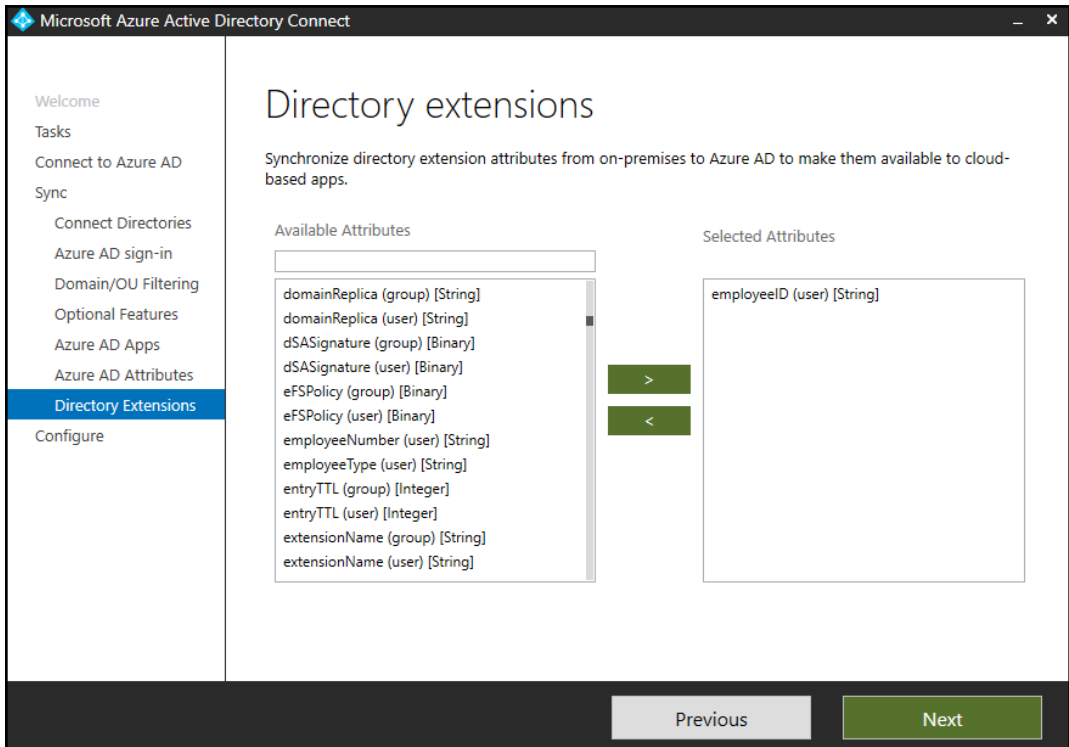 Microsoft Azure Active Directory Connect
Welcome
Tasks
Connect to Azure AD
Sync
Connect Directories
Azure AD sign-in
Domain/OU Filtering
Optional Features
Azure AD Apps
Azure AD Attributes
Directory Extensions
Configure
Directory extensions
Synchronize directory extension attributes from on-premises to Azure AD to make them available to cloud-
based apps.
Available Attributes
domainReplica (group) [String]
domainReplica (user) [String]
dSASignature (group) [Binary]
dSASignature (user) [Binary]
eFSPolicy (group) [Binary]
eFSPolicy (user) [Binary]
employeeNumber (user) [String]
employeeType (user) [String]
entryTTL (group) [Integer]
entryTTL (user) [Integer]
extensionName (group) [String]
extensionName (user) [String]
>
<
Selected Attributes
employeeID (user) [String]
Previous
Next